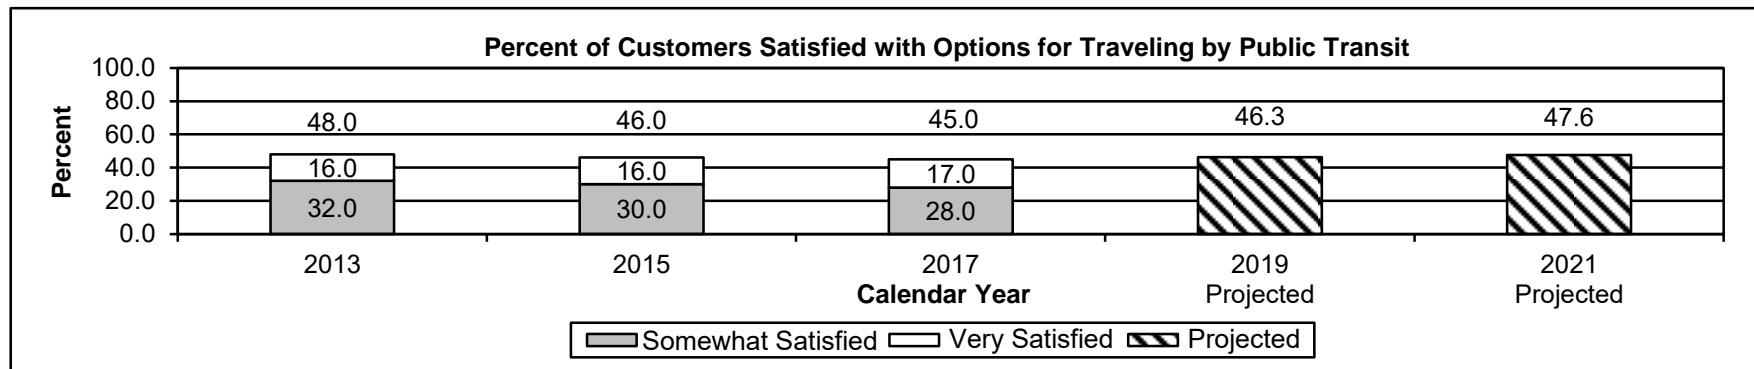 Percent of Customers Satisfied with Options for Traveling by Public Transit
Percent
100.0
80.0
60.0
40.0
20.0
0.0
48.0 46.0 45.0 46.3 47.6
16.0 16.0 17.0
32.0 30.0 28.0
2013 2015 2017 2019 2021
Calendar Year Projected Projected
Somewhat Satisfied Very Satisfied Projected